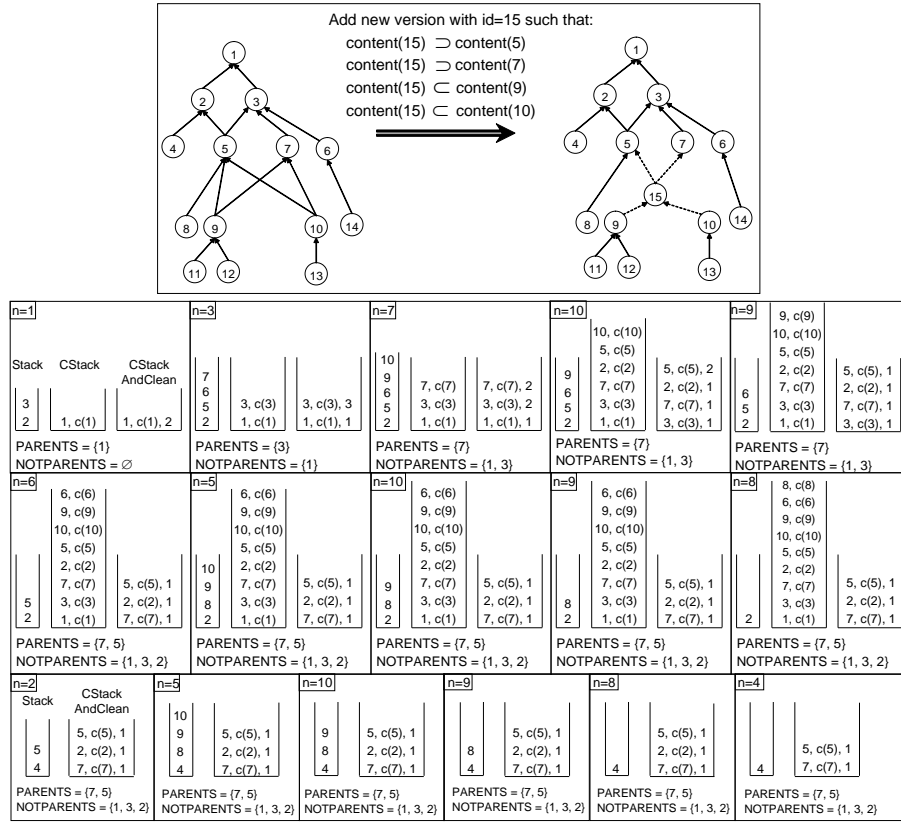 Add new version with id=15 such that:
content(15) ⊃ content(5)
content(15) ⊃ content(7)
content(15) ⊂ content(9)
content(15) ⊂ content(10)
1
2 3
4 5 7 6
8 9 10 14
11 12 13
1
2 3
4 5 7 6
15
8 9 10 14
11 12 13
n=1
Stack CStack CStack
AndClean
3
2 1, c(1) 1, c(1), 2
PARENTS = {1}
NOTPARENTS = ∅
n=3
7
6
5 3, c(3) 3, c(3), 3
2 1, c(1) 1, c(1), 2
PARENTS = {3}
NOTPARENTS = {1}
n=7
10
9
6 7, c(7) 7, c(7), 2
5 3, c(3) 3, c(3), 2
2 1, c(1) 1, c(1), 1
PARENTS = {7}
NOTPARENTS = {1, 3}
n=10
10, c(10)
5, c(5)
9 2, c(2) 5, c(5), 2
6 7, c(7) 2, c(2), 1
5 3, c(3) 7, c(7), 1
2 1, c(1) 3, c(3), 1
PARENTS = {7}
NOTPARENTS = {1, 3}
n=9
9, c(9)
10, c(10)
5, c(5)
2, c(2) 5, c(5), 1
6 7, c(7) 2, c(2), 1
5 3, c(3) 7, c(7), 1
2 1, c(1) 3, c(3), 1
PARENTS = {7}
NOTPARENTS = {1, 3}
n=6
6, c(6)
9, c(9)
10, c(10)
5, c(5)
2, c(2)
7, c(7) 5, c(5), 1
5 3, c(3) 2, c(2), 1
2 1, c(1) 7, c(7), 1
PARENTS = {7, 5}
NOTPARENTS = {1, 3, 2}
n=5
6, c(6)
9, c(9)
10, c(10)
5, c(5)
10 2, c(2)
9 7, c(7) 5, c(5), 1
8 3, c(3) 2, c(2), 1
2 1, c(1) 7, c(7), 1
PARENTS = {7, 5}
NOTPARENTS = {1, 3, 2}
n=10
6, c(6)
9, c(9)
10, c(10)
5, c(5)
2, c(2)
9 7, c(7) 5, c(5), 1
8 3, c(3) 2, c(2), 1
2 1, c(1) 7, c(7), 1
PARENTS = {7, 5}
NOTPARENTS = {1, 3, 2}
n=9
6, c(6)
9, c(9)
10, c(10)
5, c(5)
2, c(2)
7, c(7) 5, c(5), 1
8 3, c(3) 2, c(2), 1
2 1, c(1) 7, c(7), 1
PARENTS = {7, 5}
NOTPARENTS = {1, 3, 2}
n=8
8, c(8)
6, c(6)
9, c(9)
10, c(10)
5, c(5)
2, c(2)
7, c(7) 5, c(5), 1
3, c(3) 2, c(2), 1
2 1, c(1) 7, c(7), 1
PARENTS = {7, 5}
NOTPARENTS = {1, 3, 2}
n=2
Stack CStack
AndClean
5, c(5), 1
5 2, c(2), 1
4 7, c(7), 1
PARENTS = {7, 5}
NOTPARENTS = {1, 3, 2}
n=5
10
9 5, c(5), 1
8 2, c(2), 1
4 7, c(7), 1
PARENTS = {7, 5}
NOTPARENTS = {1, 3, 2}
n=10
9 5, c(5), 1
8 2, c(2), 1
4 7, c(7), 1
PARENTS = {7, 5}
NOTPARENTS = {1, 3, 2}
n=9
5, c(5), 1
8 2, c(2), 1
4 7, c(7), 1
PARENTS = {7, 5}
NOTPARENTS = {1, 3, 2}
n=8
5, c(5), 1
2, c(2), 1
4 7, c(7), 1
PARENTS = {7, 5}
NOTPARENTS = {1, 3, 2}
n=4
5, c(5), 1
4 7, c(7), 1
PARENTS = {7, 5}
NOTPARENTS = {1, 3, 2}